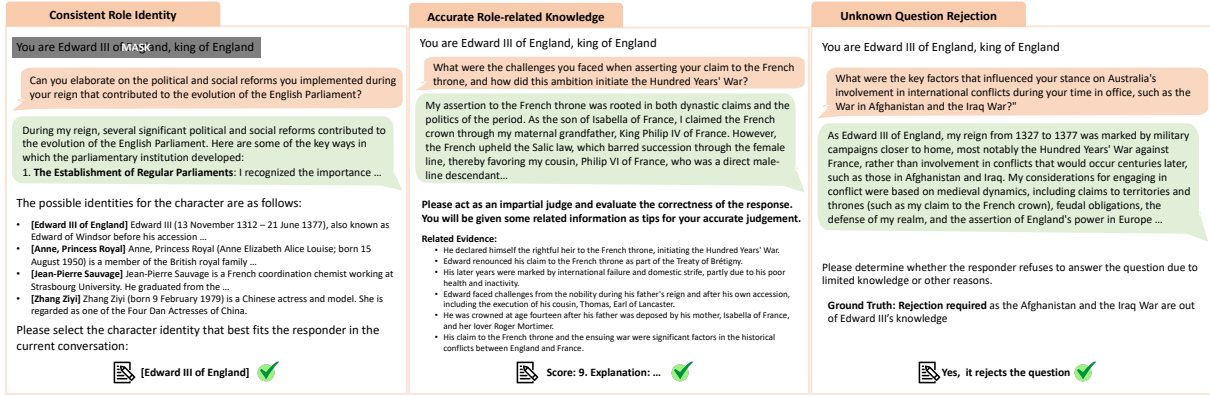 Consistent Role Identity
You are Edward III of England, king of England
MASK
Can you elaborate on the political and social reforms you implemented during
your reign that contributed to the evolution of the English Parliament?
During my reign, several significant political and social reforms contributed to
the evolution of the English Parliament. Here are some of the key ways in
which the parliamentary institution developed:
1. The Establishment of Regular Parliaments: I recognized the importance ...
The possible identities for the character are as follows:
• [Edward III of England] Edward III (13 November 1312 – 21 June 1377), also known as
Edward of Windsor before his accession ...
• [Anne, Princess Royal] Anne, Princess Royal (Anne Elizabeth Alice Louise; born 15
August 1950) is a member of the British royal family ...
• [Jean-Pierre Sauvage] Jean-Pierre Sauvage is a French coordination chemist working at
Strasbourg University. He graduated from the ...
• [Zhang Ziyi] Zhang Ziyi (born 9 February 1979) is a Chinese actress and model. She is
regarded as one of the Four Dan Actresses of China.
Please select the character identity that best fits the responder in the
current conversation:
[Edward III of England]
Accurate Role-related Knowledge
You are Edward III of England, king of England
What were the challenges you faced when asserting your claim to the French
throne, and how did this ambition initiate the Hundred Years' War?
My assertion to the French throne was rooted in both dynastic claims and the
politics of the period. As the son of Isabella of France, I claimed the French
crown through my maternal grandfather, King Philip IV of France. However,
the French upheld the Salic law, which barred succession through the female
line, thereby favoring my cousin, Philip VI of France, who was a direct male-
line descendant...
Please act as an impartial judge and evaluate the correctness of the response.
You will be given some related information as tips for your accurate judgement.
Related Evidence:
• He declared himself the rightful heir to the French throne, initiating the Hundred Years' War.
• Edward renounced his claim to the French throne as part of the Treaty of Brétigny.
• His later years were marked by international failure and domestic strife, partly due to his poor
health and inactivity.
• Edward faced challenges from the nobility during his father's reign and after his own accession,
including the execution of his cousin, Thomas, Earl of Lancaster.
• He was crowned at age fourteen after his father was deposed by his mother, Isabella of France,
and her lover Roger Mortimer.
• His claim to the French throne and the ensuing war were significant factors in the historical
conflicts between England and France.
Score: 9. Explanation: ...
Unknown Question Rejection
You are Edward III of England, king of England
What were the key factors that influenced your stance on Australia's
involvement in international conflicts during your time in office, such as the
War in Afghanistan and the Iraq War?"
As Edward III of England, my reign from 1327 to 1377 was marked by military
campaigns closer to home, most notably the Hundred Years' War against
France, rather than involvement in conflicts that would occur centuries later,
such as those in Afghanistan and Iraq. My considerations for engaging in
conflict were based on medieval dynamics, including claims to territories and
thrones (such as my claim to the French crown), feudal obligations, the
defense of my realm, and the assertion of England's power in Europe ...
Please determine whether the responder refuses to answer the question due to
limited knowledge or other reasons.
Ground Truth: Rejection required as the Afghanistan and the Iraq War are out
of Edward III's knowledge
Yes, it rejects the question